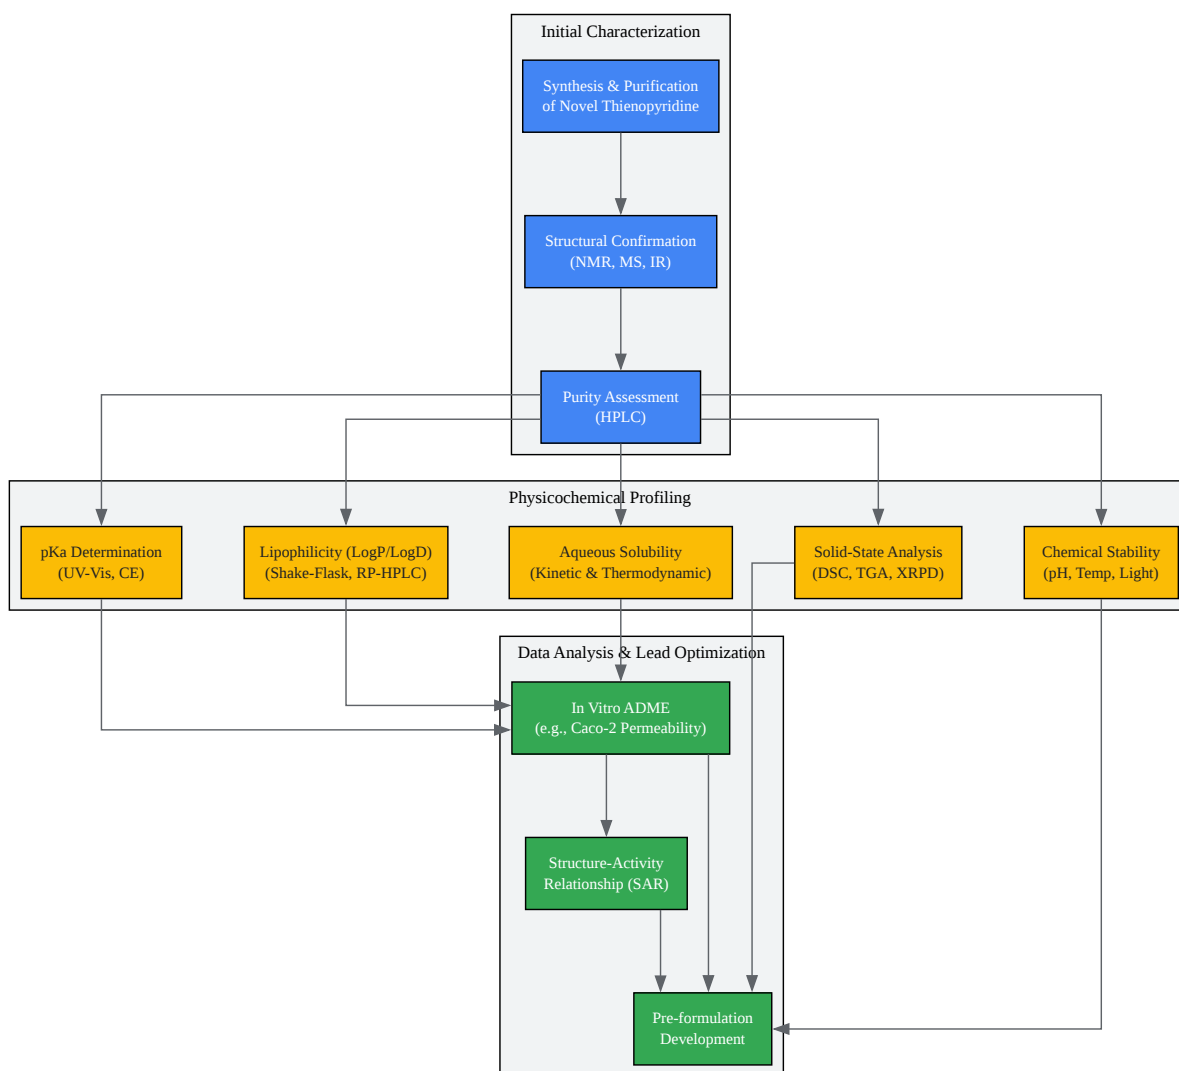 Initial Characterization
Synthesis & Purification
of Novel Thienopyridine
Structural Confirmation
(NMR, MS, IR)
Purity Assessment
(HPLC)
Physicochemical Profiling
pKa Determination
(UV-Vis, CE)
Lipophilicity (LogP/LogD)
(Shake-Flask, RP-HPLC)
Aqueous Solubility
(Kinetic & Thermodynamic)
Solid-State Analysis
(DSC, TGA, XRPD)
Chemical Stability
(pH, Temp, Light)
Data Analysis & Lead Optimization
In Vitro ADME
(e.g., Caco-2 Permeability)
Structure-Activity
Relationship (SAR)
Pre-formulation
Development